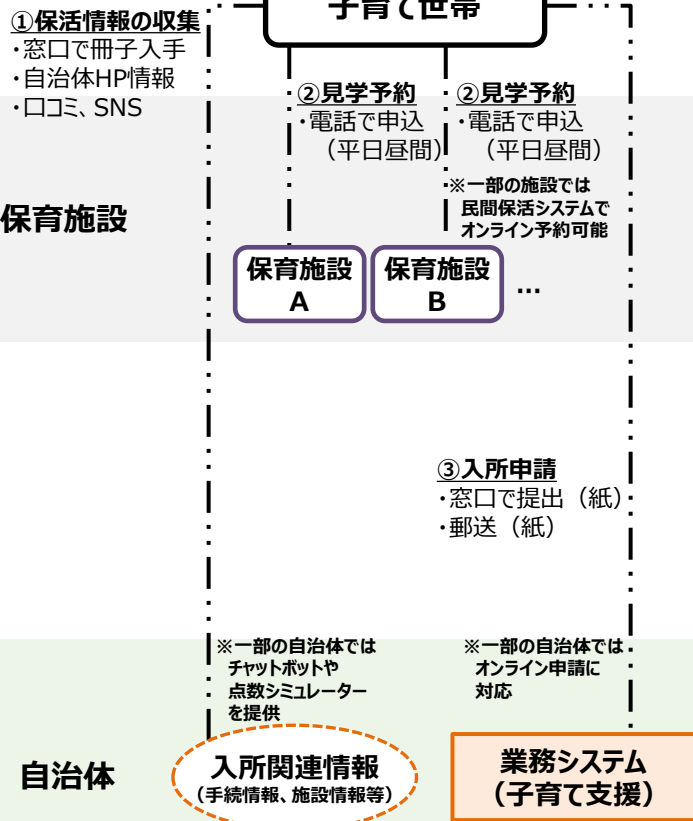 子育て世帯
①保活情報の収集
・窓口で冊子入手
・自治体HP情報
・口コミ、SNS
②見学予約
・電話で申込
（平日昼間）
②見学予約
・電話で申込
（平日昼間）
※一部の施設では
民間保活システムで
オンライン予約可能
保育施設
保育施設
A
保育施設
B
…
③入所申請
・窓口で提出（紙）
・郵送（紙）
※一部の自治体では
チャットボットや
点数シミュレーター
を提供
※一部の自治体では
オンライン申請に
対応
自治体
入所関連情報
（手続情報、施設情報等）
業務システム
（子育て支援）